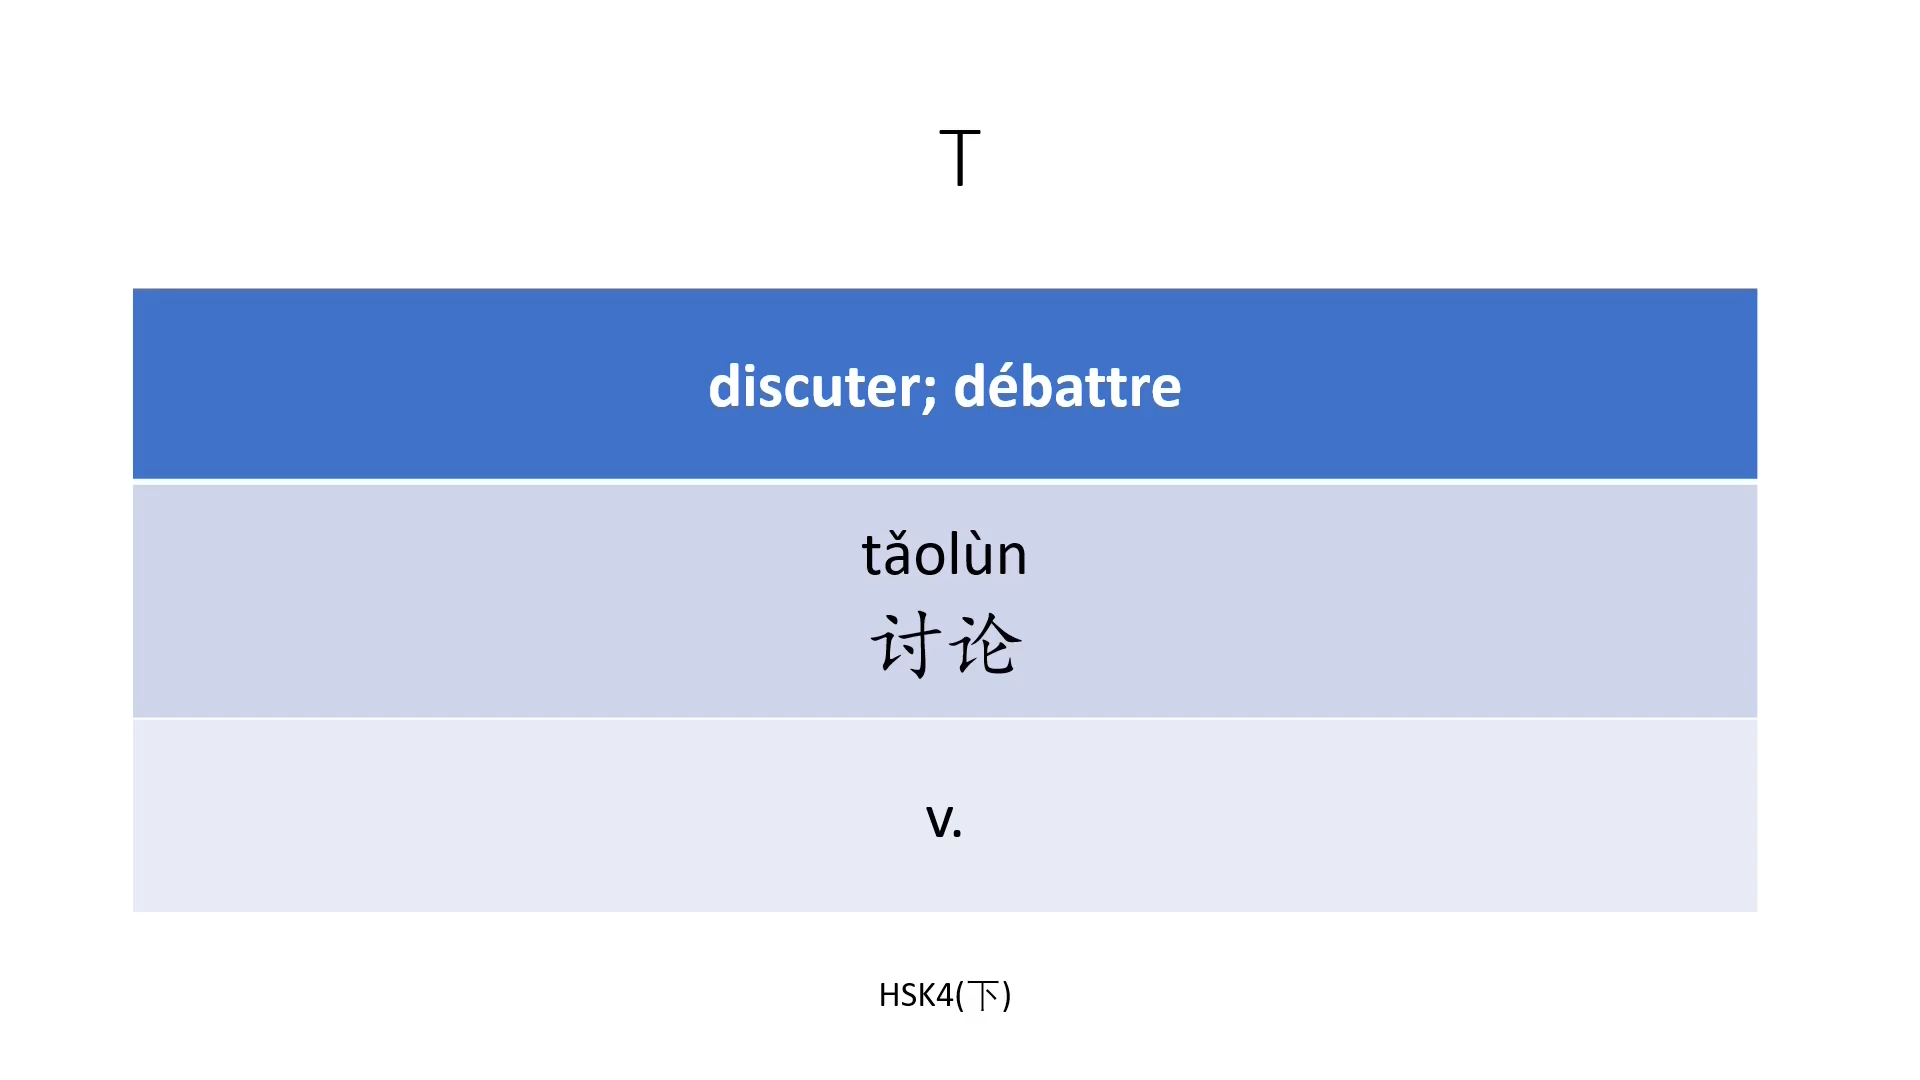 T
discuter; débattre
tǎolùn
讨论
v.
HSK4(下)